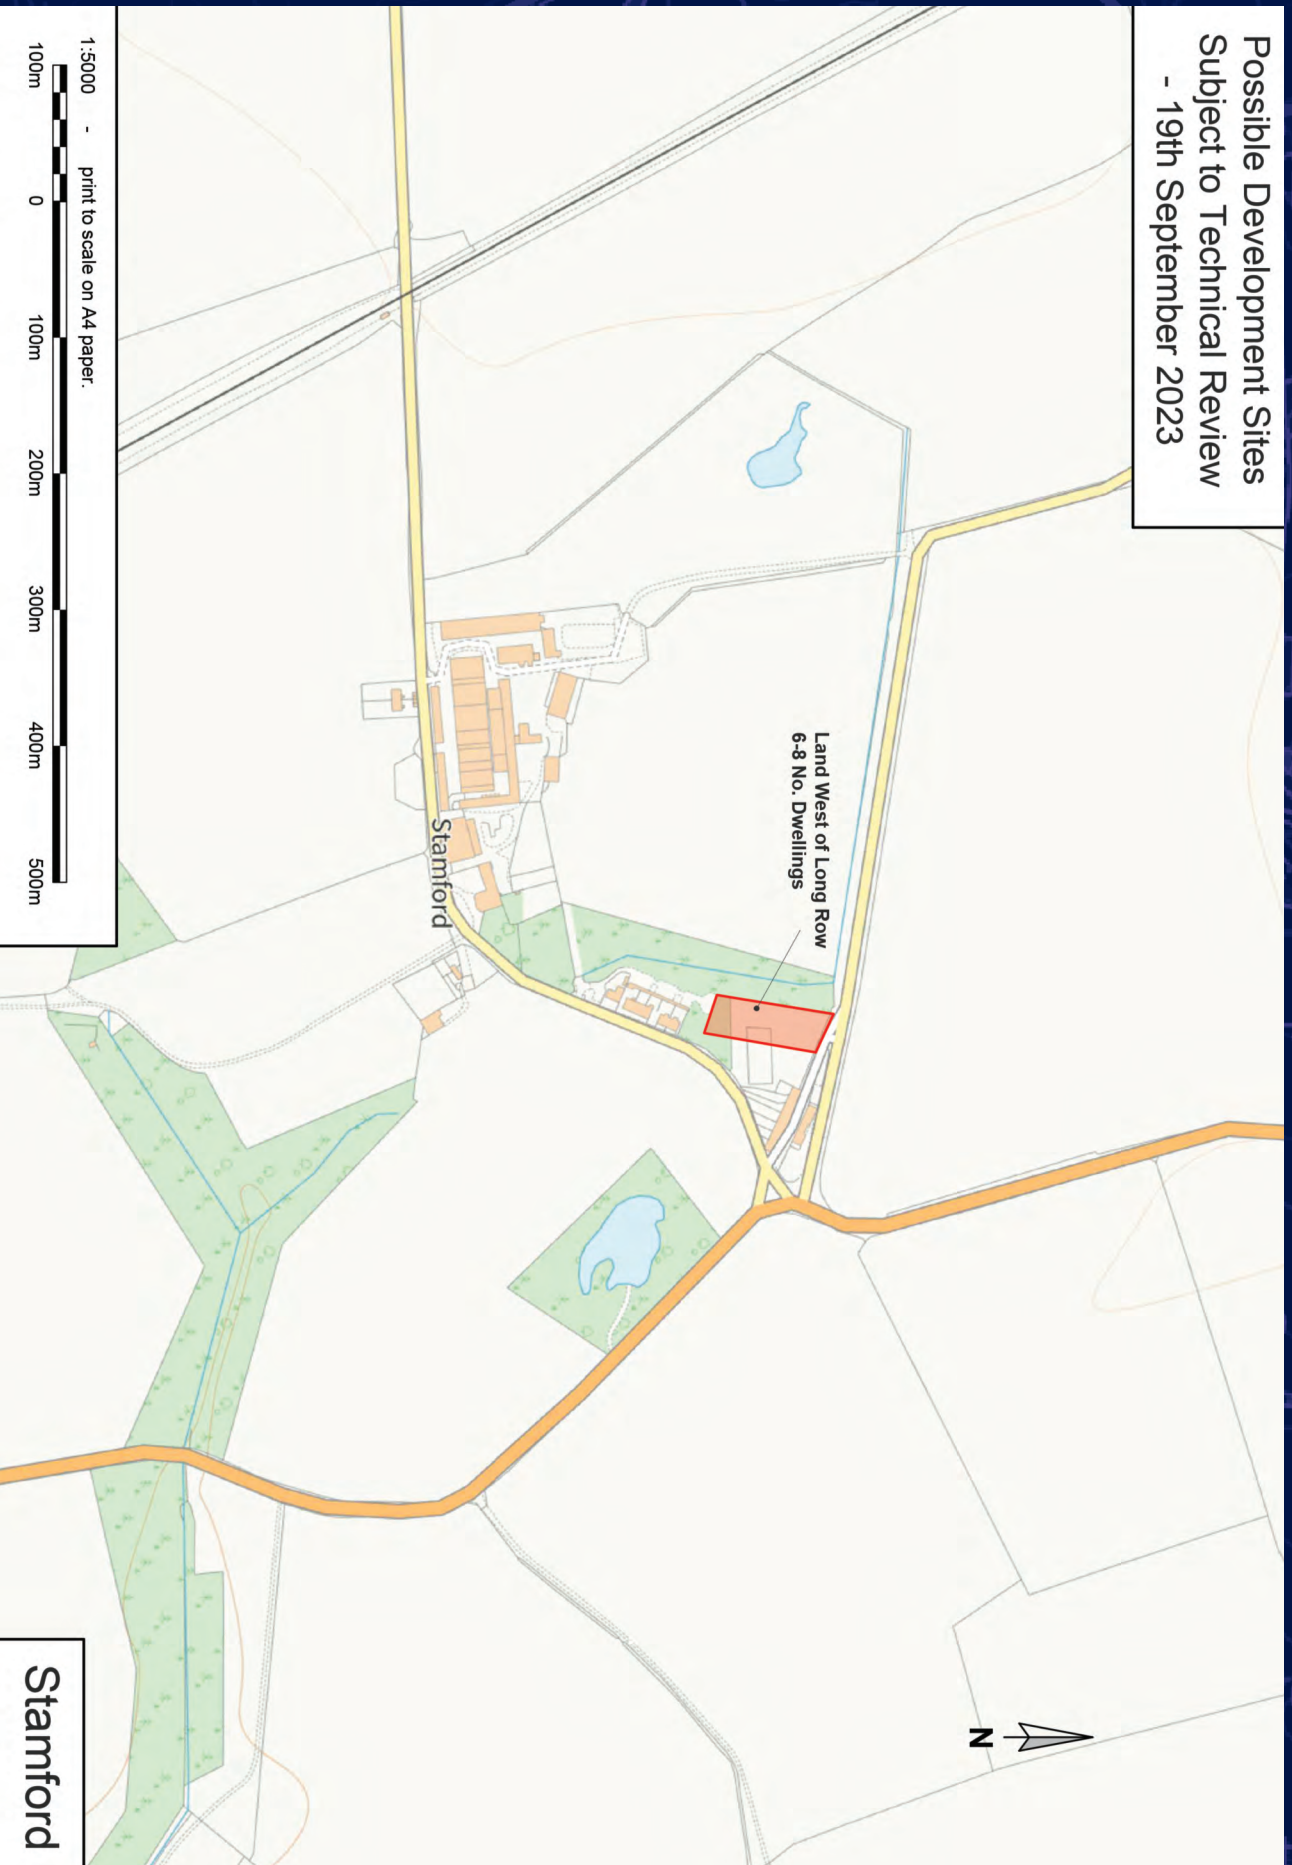 Possible Development Sites
Subject to Technical Review
- 19th September 2023
Land West of Long Row
6-8 No. Dwellings
Stamford
N
1:5000 - print to scale on A4 paper.
100m 0 100m 200m 300m 400m 500m
Stamford